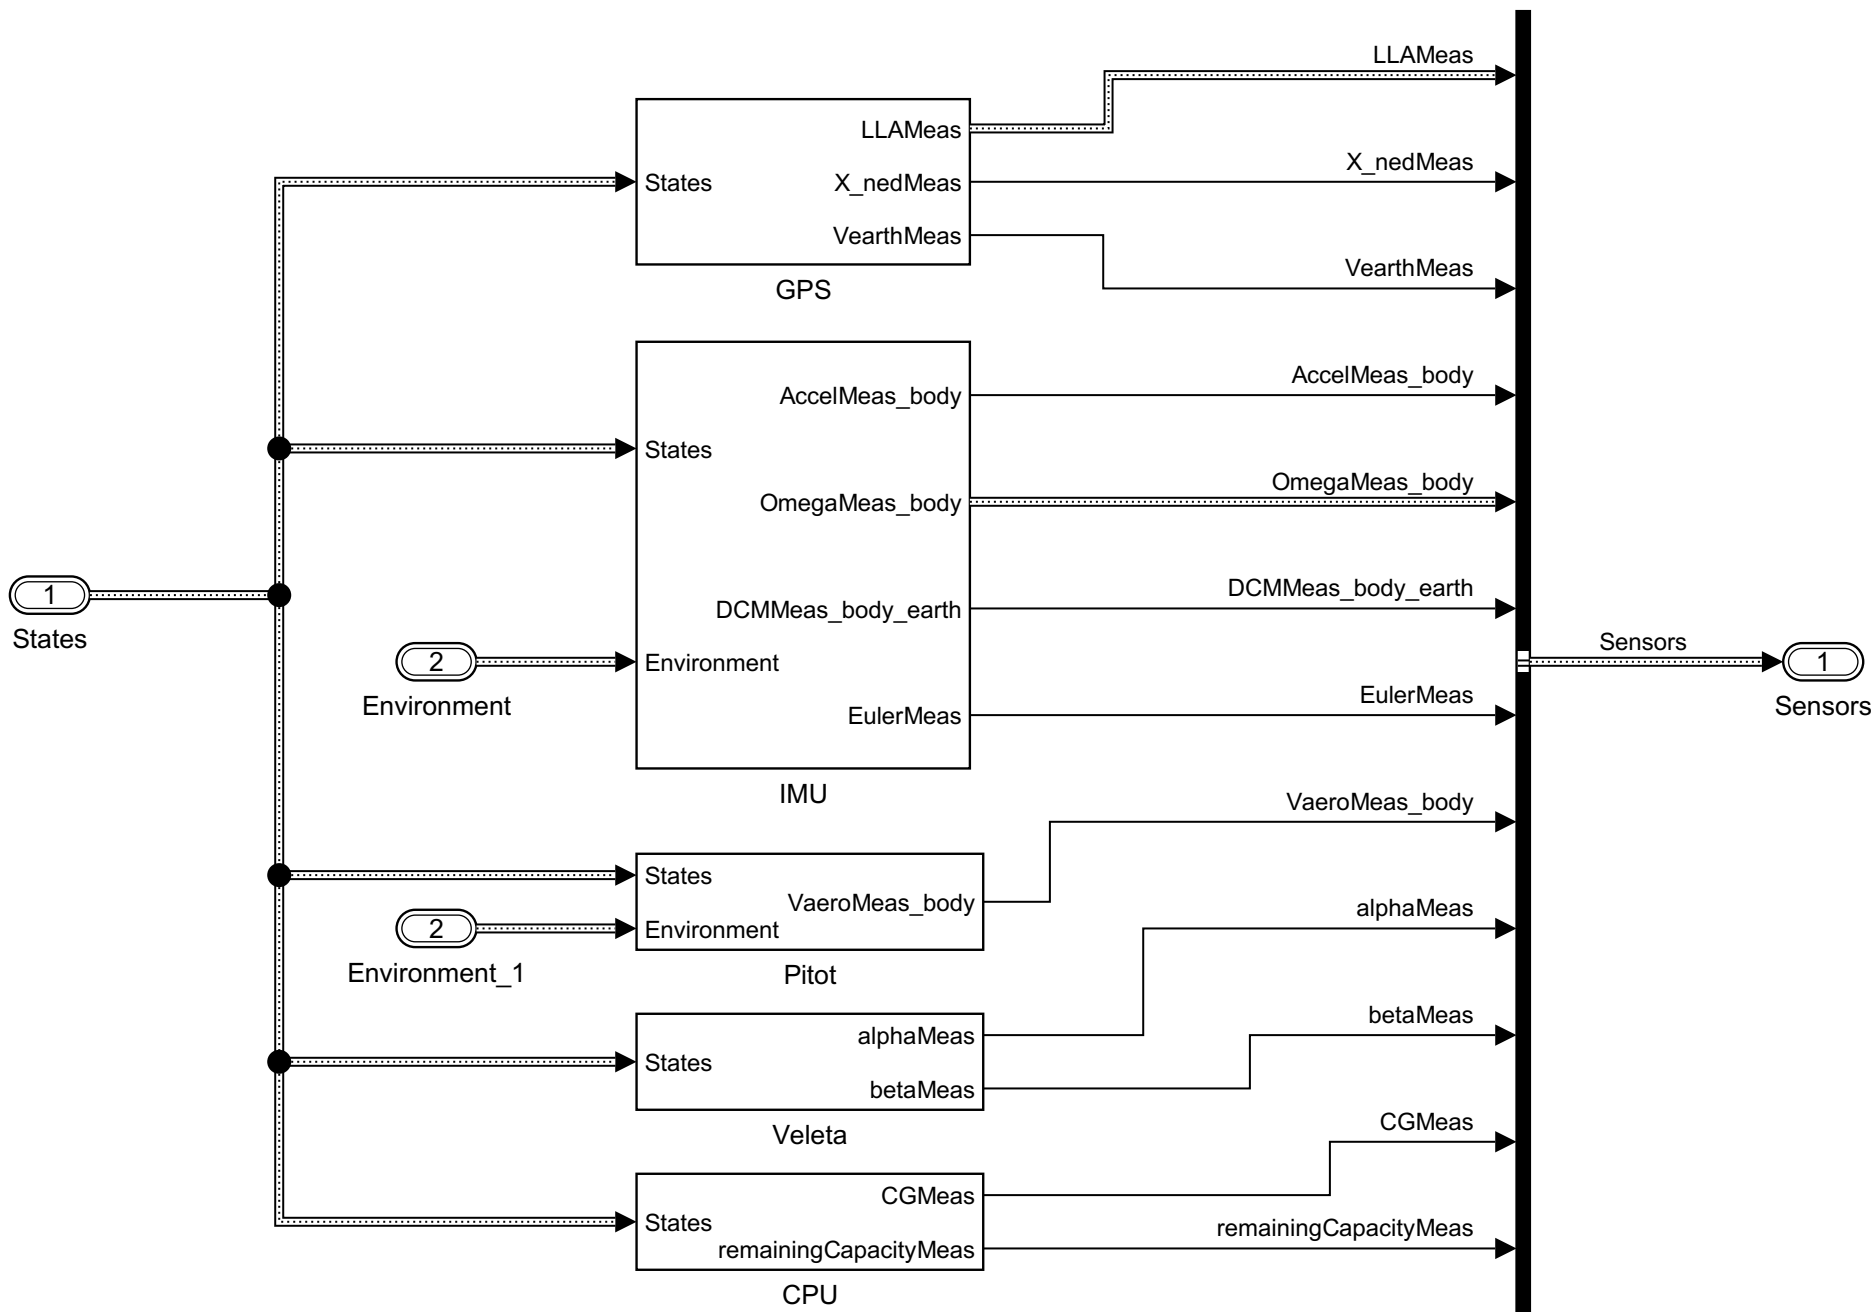 LLAMeas
LLAMeas
States
X_nedMeas
X_nedMeas
VearthMeas
VearthMeas
GPS
AccelMeas_body
AccelMeas_body
States
OmegaMeas_body
OmegaMeas_body
1
States
DCMMeas_body_earth
DCMMeas_body_earth
2
Environment
Environment
EulerMeas
EulerMeas
IMU
Sensors
1
Sensors
VaeroMeas_body
States
VaeroMeas_body
2
Environment
Environment_1
Pitot
alphaMeas
alphaMeas
States
betaMeas
betaMeas
Veleta
CGMeas
CGMeas
States
remainingCapacityMeas
remainingCapacityMeas
CPU